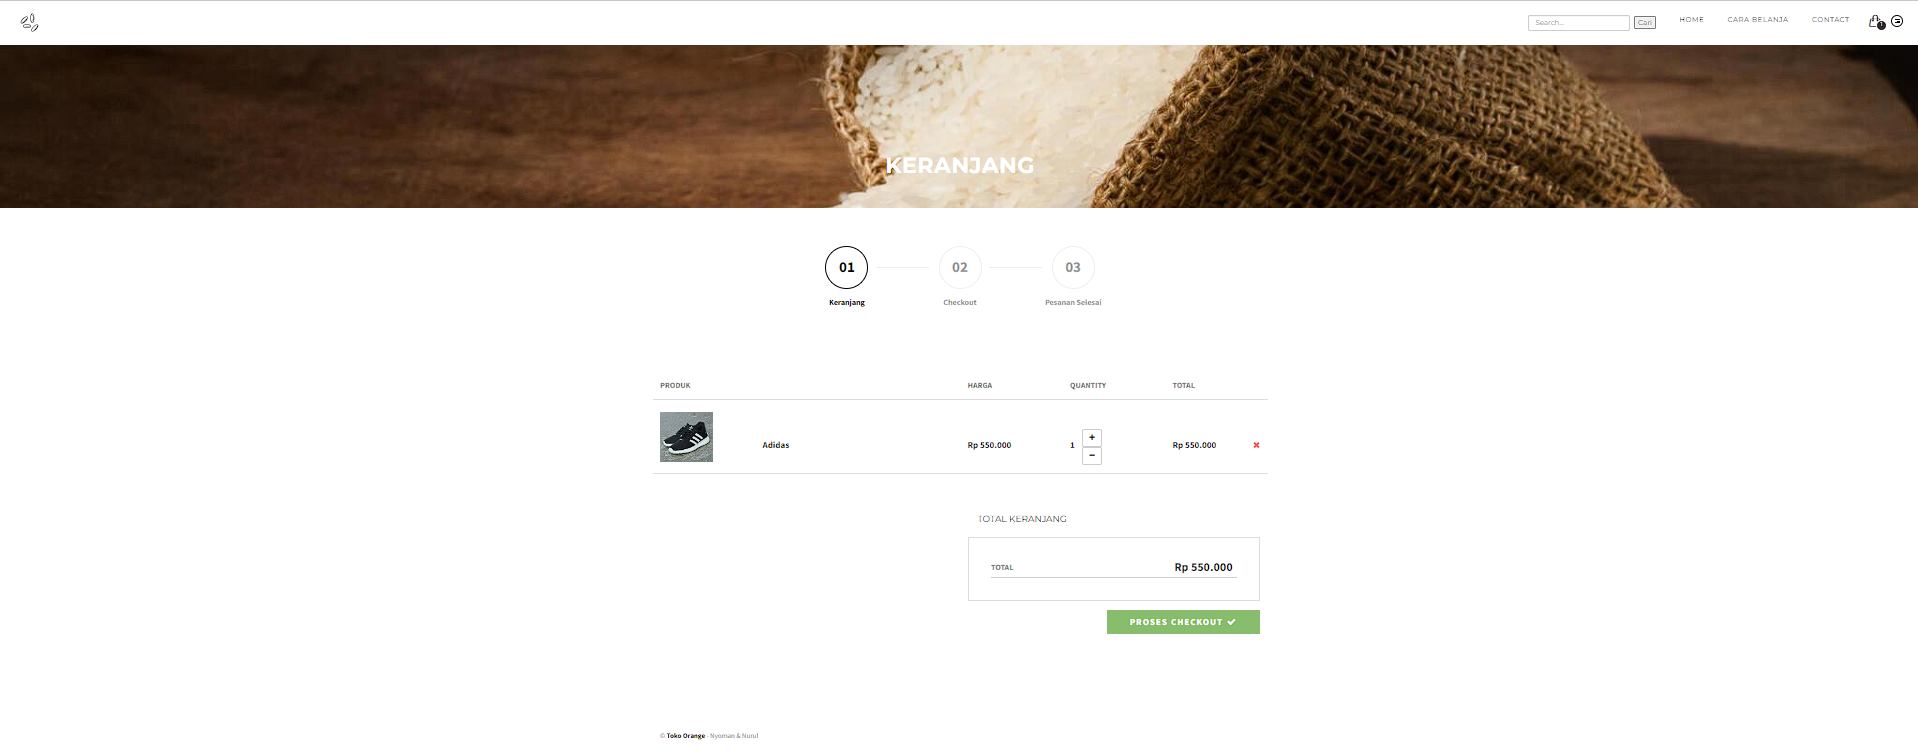 Search... Cari HOME CARA BELANJA CONTACT 1
KERANJANG
01 02 03
Keranjang Checkout Pesanan Selesai
PRODUK HARGA QUANTITY TOTAL
Adidas Rp 550.000 1 + − Rp 550.000 ×
TOTAL KERANJANG
TOTAL Rp 550.000
PROSES CHECKOUT ✔
© Toko Orange - Nyoman & Nurul